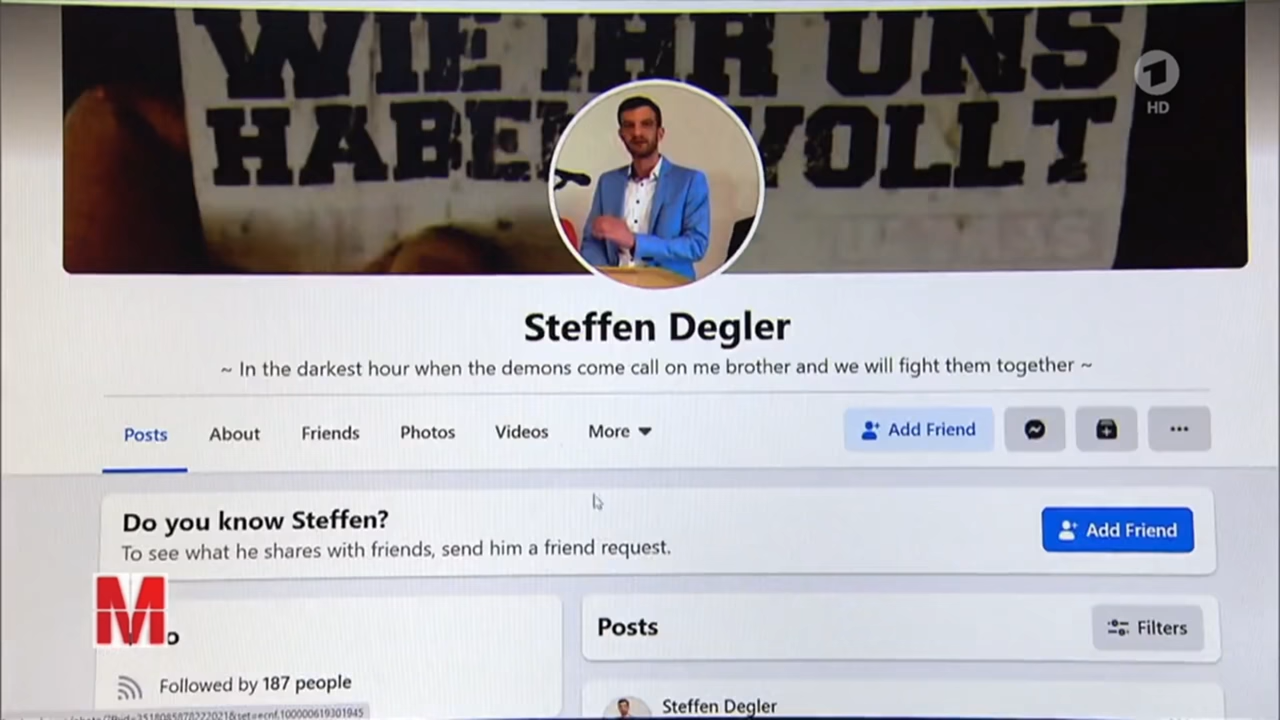 WIE IHR UNS
HABEN WOLLT
1
HD
Steffen Degler
~ In the darkest hour when the demons come call on me brother and we will fight them together ~
Posts
About
Friends
Photos
Videos
More
Add Friend
Do you know Steffen?
To see what he shares with friends, send him a friend request.
Add Friend
M
o
Posts
Filters
Followed by 187 people
Steffen Degler